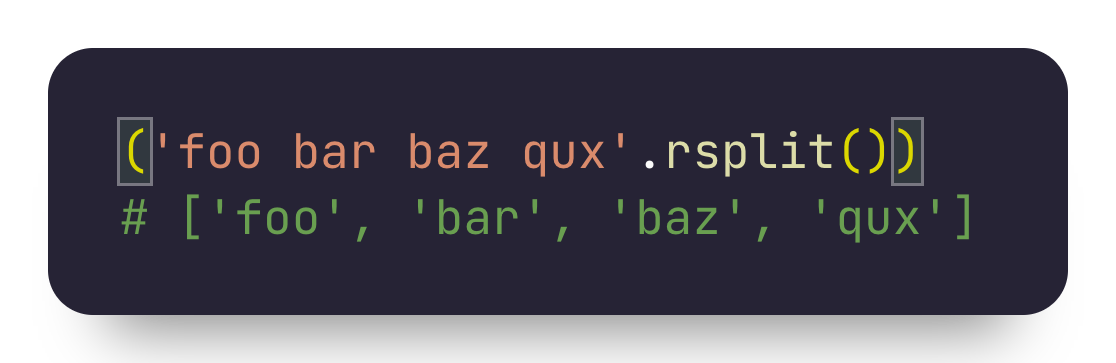 ('foo bar baz qux'.rsplit())
# ['foo', 'bar', 'baz', 'qux']